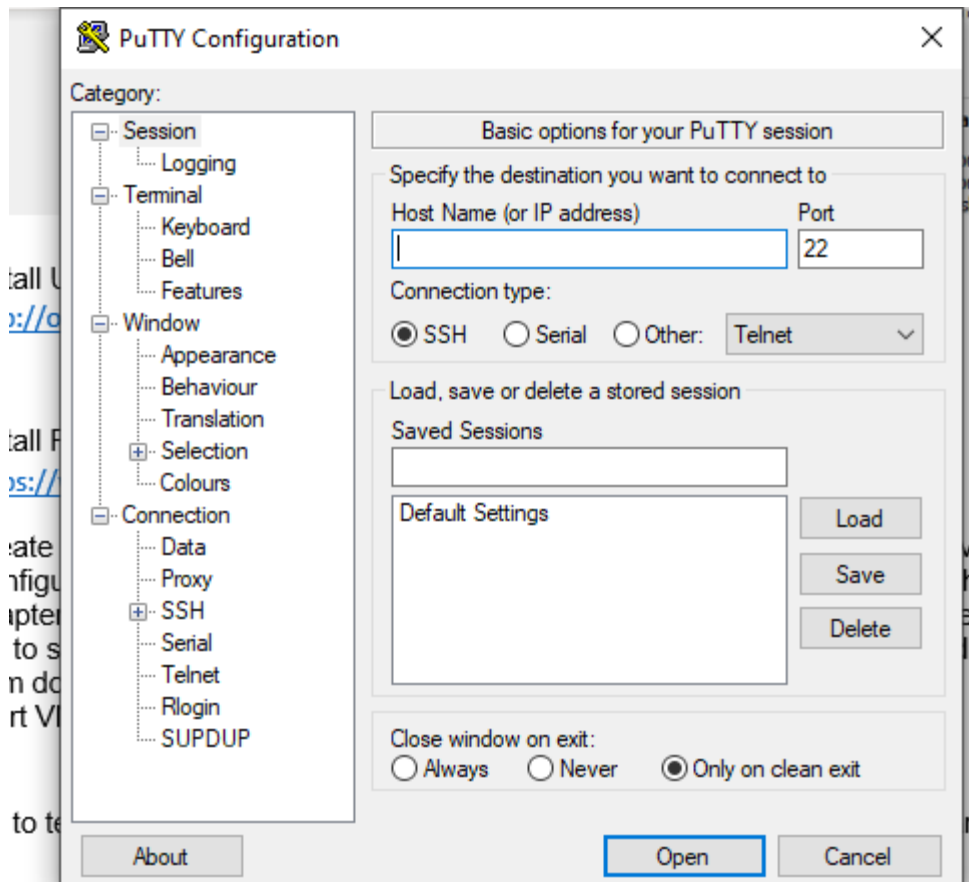 PuTTY Configuration
Category:
Session
Logging
Terminal
Keyboard
Bell
Features
Window
Appearance
Behaviour
Translation
Selection
Colours
Connection
Data
Proxy
SSH
Serial
Telnet
Rlogin
SUPDUP
Basic options for your PuTTY session
Specify the destination you want to connect to
Host Name (or IP address) Port
22
Connection type:
SSH Serial Other: Telnet
Load, save or delete a stored session
Saved Sessions
Default Settings
Load
Save
Delete
Close window on exit:
Always Never Only on clean exit
About Open Cancel
tall
to s
to te